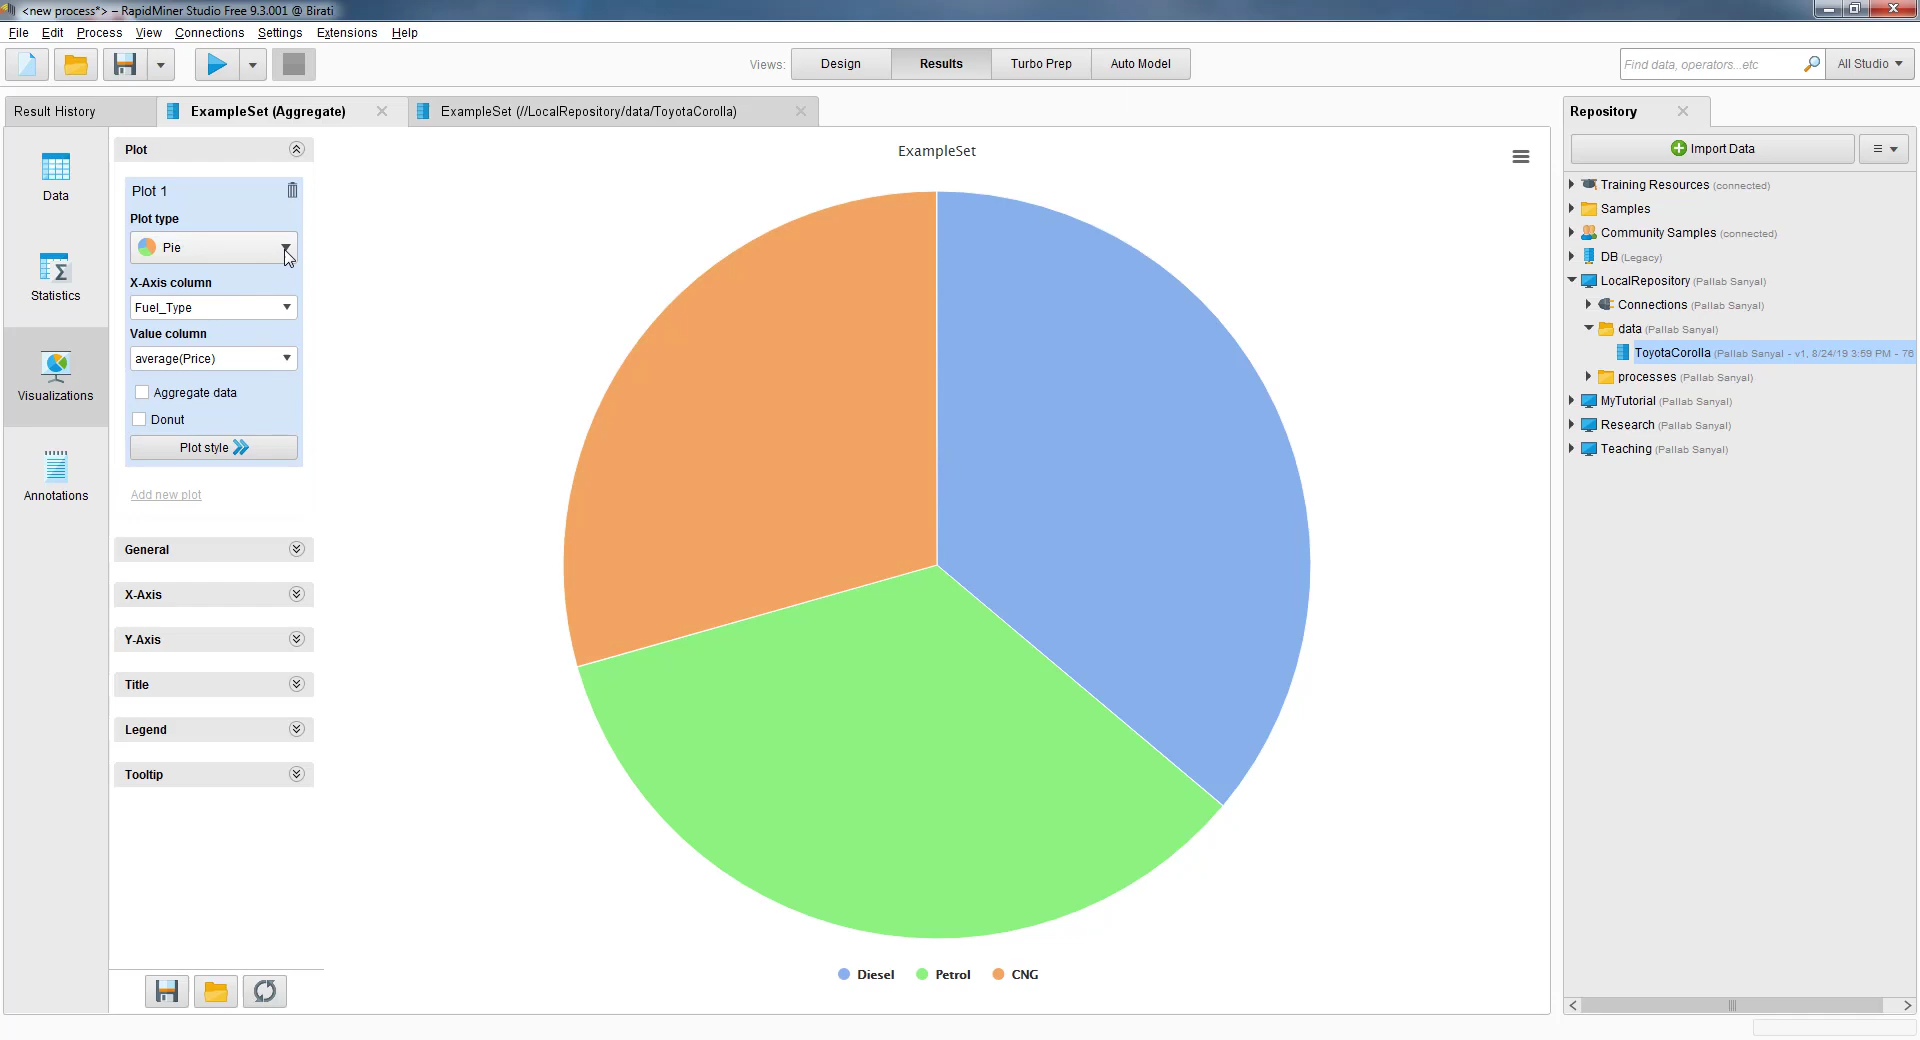 <new process*> – RapidMiner Studio Free 9.3.001 @ Birati
File Edit Process View Connections Settings Extensions Help
Views: Design Results Turbo Prep Auto Model
Find data, operators...etc All Studio
Result History ExampleSet (Aggregate) ExampleSet (//LocalRepository/data/ToyotaCorolla) Repository
Data
Statistics
Visualizations
Annotations
Plot
Plot 1
Plot type
Pie
X-Axis column
Fuel_Type
Value column
average(Price)
Aggregate data
Donut
Plot style
Add new plot
General
X-Axis
Y-Axis
Title
Legend
Tooltip
ExampleSet
Diesel Petrol CNG
Import Data
Training Resources (connected)
Samples
Community Samples (connected)
DB (Legacy)
LocalRepository (Pallab Sanyal)
Connections (Pallab Sanyal)
data (Pallab Sanyal)
ToyotaCorolla (Pallab Sanyal - v1, 8/24/19 3:59 PM - 76
processes (Pallab Sanyal)
MyTutorial (Pallab Sanyal)
Research (Pallab Sanyal)
Teaching (Pallab Sanyal)